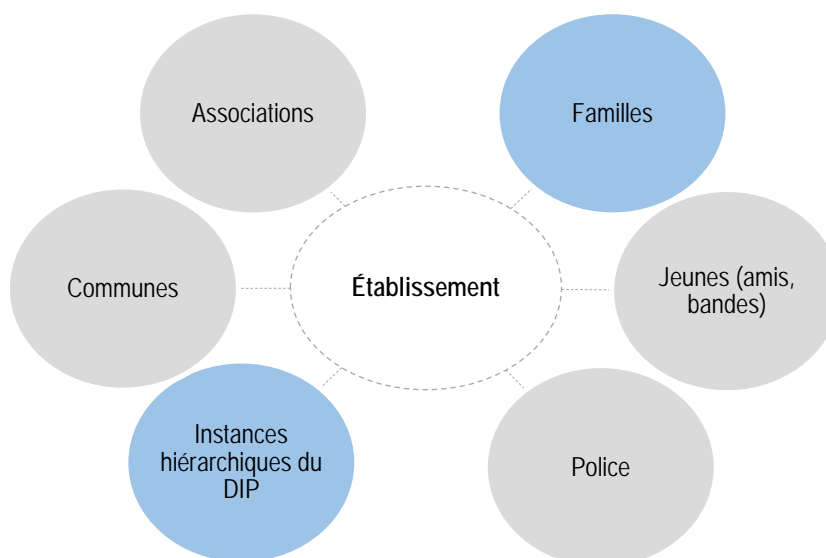 Associations
Familles
Communes
Établissement
Jeunes (amis,
bandes)
Instances
hiérarchiques du
DIP
Police